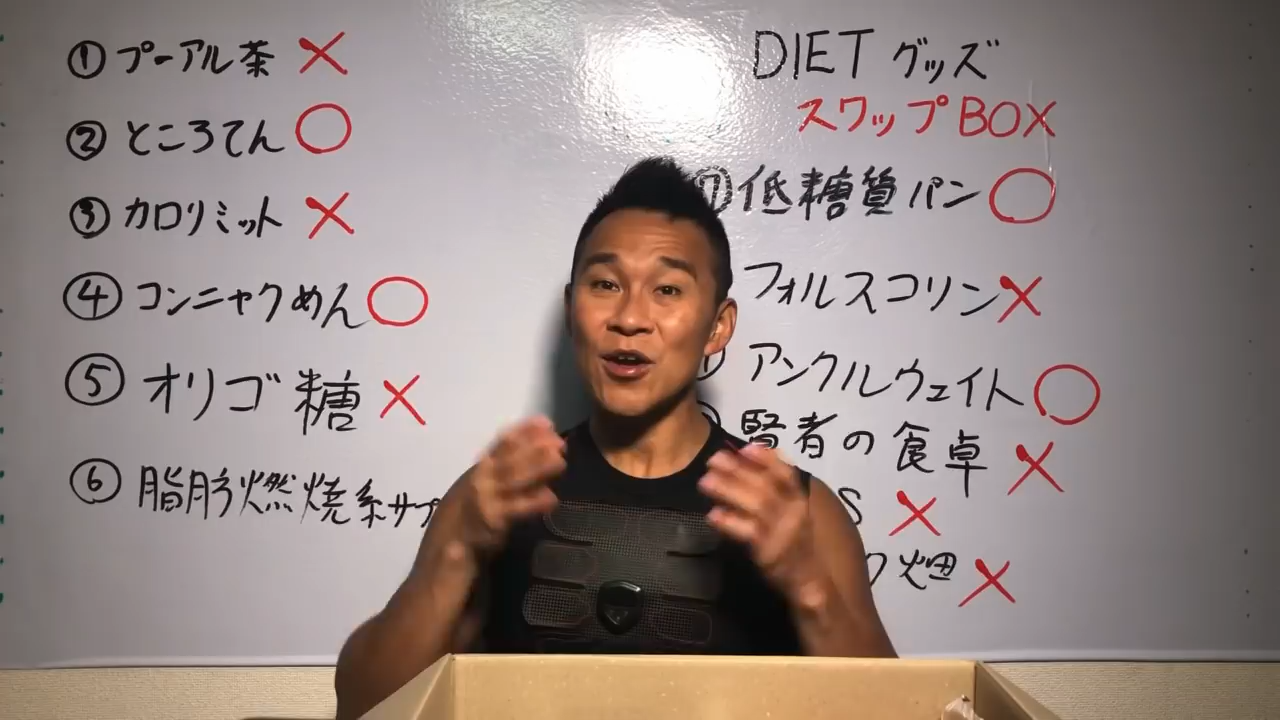 ① プーアル茶 ×
② ところてん ○
③ カロリミット ×
④ コンニャクめん ○
⑤ オリゴ糖 ×
⑥ 脂肪燃焼系サプ
DIET グッズ
スワップBOX
⑦ 低糖質パン ○
フォルスコリン ×
アンクルウェイト ○
賢者の食卓 ×
S ×
畑 ×